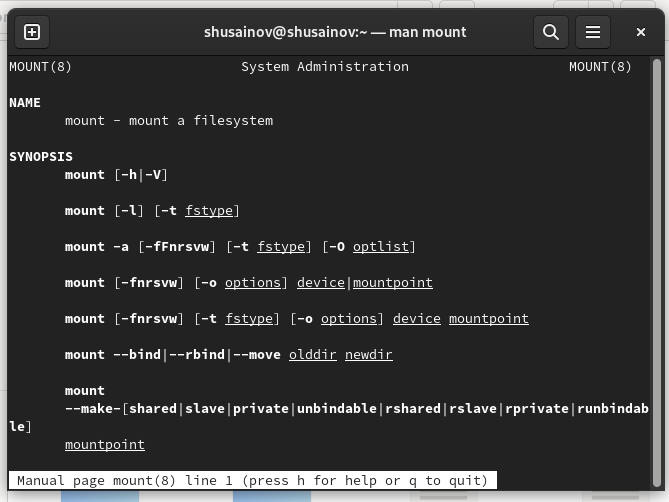 shusainov@shusainov:~ — man mount
MOUNT(8) System Administration MOUNT(8)
NAME
mount - mount a filesystem
SYNOPSIS
mount [-h|-V]
mount [-l] [-t fstype]
mount -a [-fFnrsvw] [-t fstype] [-O optlist]
mount [-fnrsvw] [-o options] device|mountpoint
mount [-fnrsvw] [-t fstype] [-o options] device mountpoint
mount --bind|--rbind|--move olddir newdir
mount
--make-[shared|slave|private|unbindable|rshared|rslave|rprivate|runbindab
le]
mountpoint
Manual page mount(8) line 1 (press h for help or q to quit)